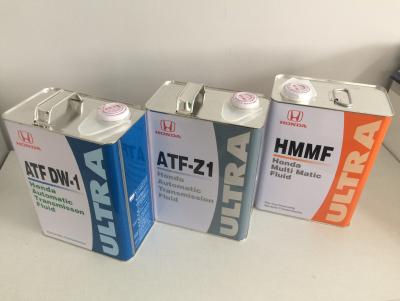 HONDA
ATF DW-1
Honda
Automatic
Transmission
Fluid
ULTRA
HONDA
ATF-Z1
Honda
Automatic
Transmission
Fluid
ULTRA
HONDA
HMMF
Honda
Multi Matic
Fluid
ULTRA